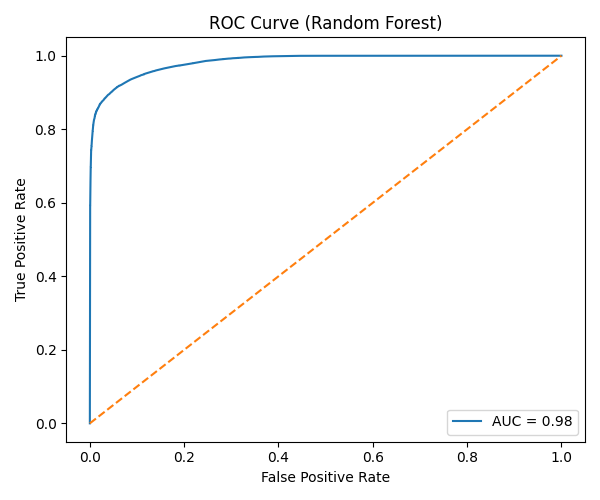 ROC Curve (Random Forest)
True Positive Rate
1.0
0.8
0.6
0.4
0.2
0.0
0.0 0.2 0.4 0.6 0.8 1.0
False Positive Rate
AUC = 0.98